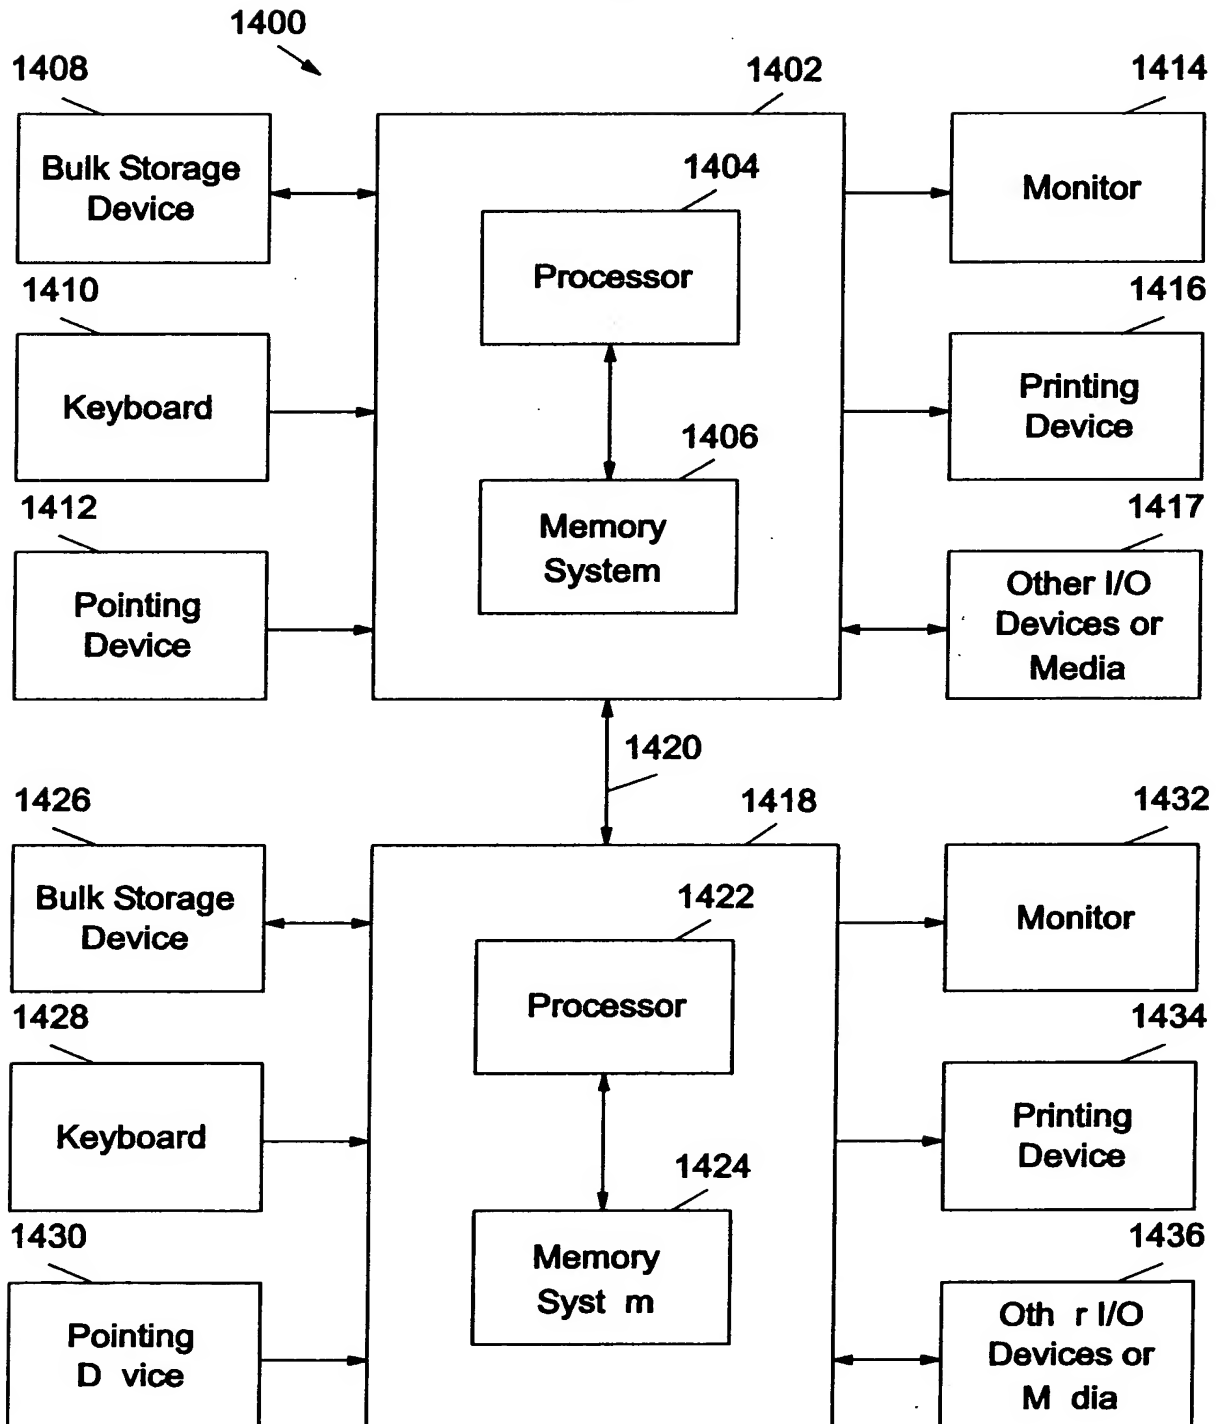 1400
1408
1402
1414
Bulk Storage
Device
1404
Monitor
Processor
1410
1416
Keyboard
Printing
Device
1406
1412
1417
Memory
System
Pointing
Device
Other I/O
Devices or
Media
1420
1426
1418
1432
Bulk Storage
Device
1422
Monitor
Processor
1428
1434
Keyboard
Printing
Device
1424
1430
1436
Memory
Syst m
Pointing
D vice
Oth r I/O
Devices or
M dia